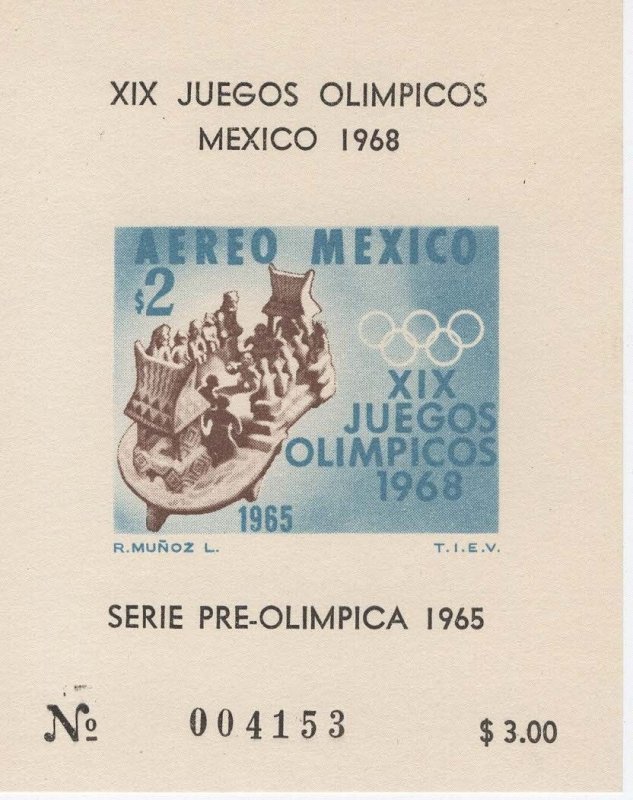 XIX JUEGOS OLIMPICOS
MEXICO 1968
AEREO MEXICO
$2
XIX
JUEGOS
OLIMPICOS
1968
1965
R.MUÑOZ L. T.I.E.V.
SERIE PRE-OLIMPICA 1965
Nº 004153 $ 3.00